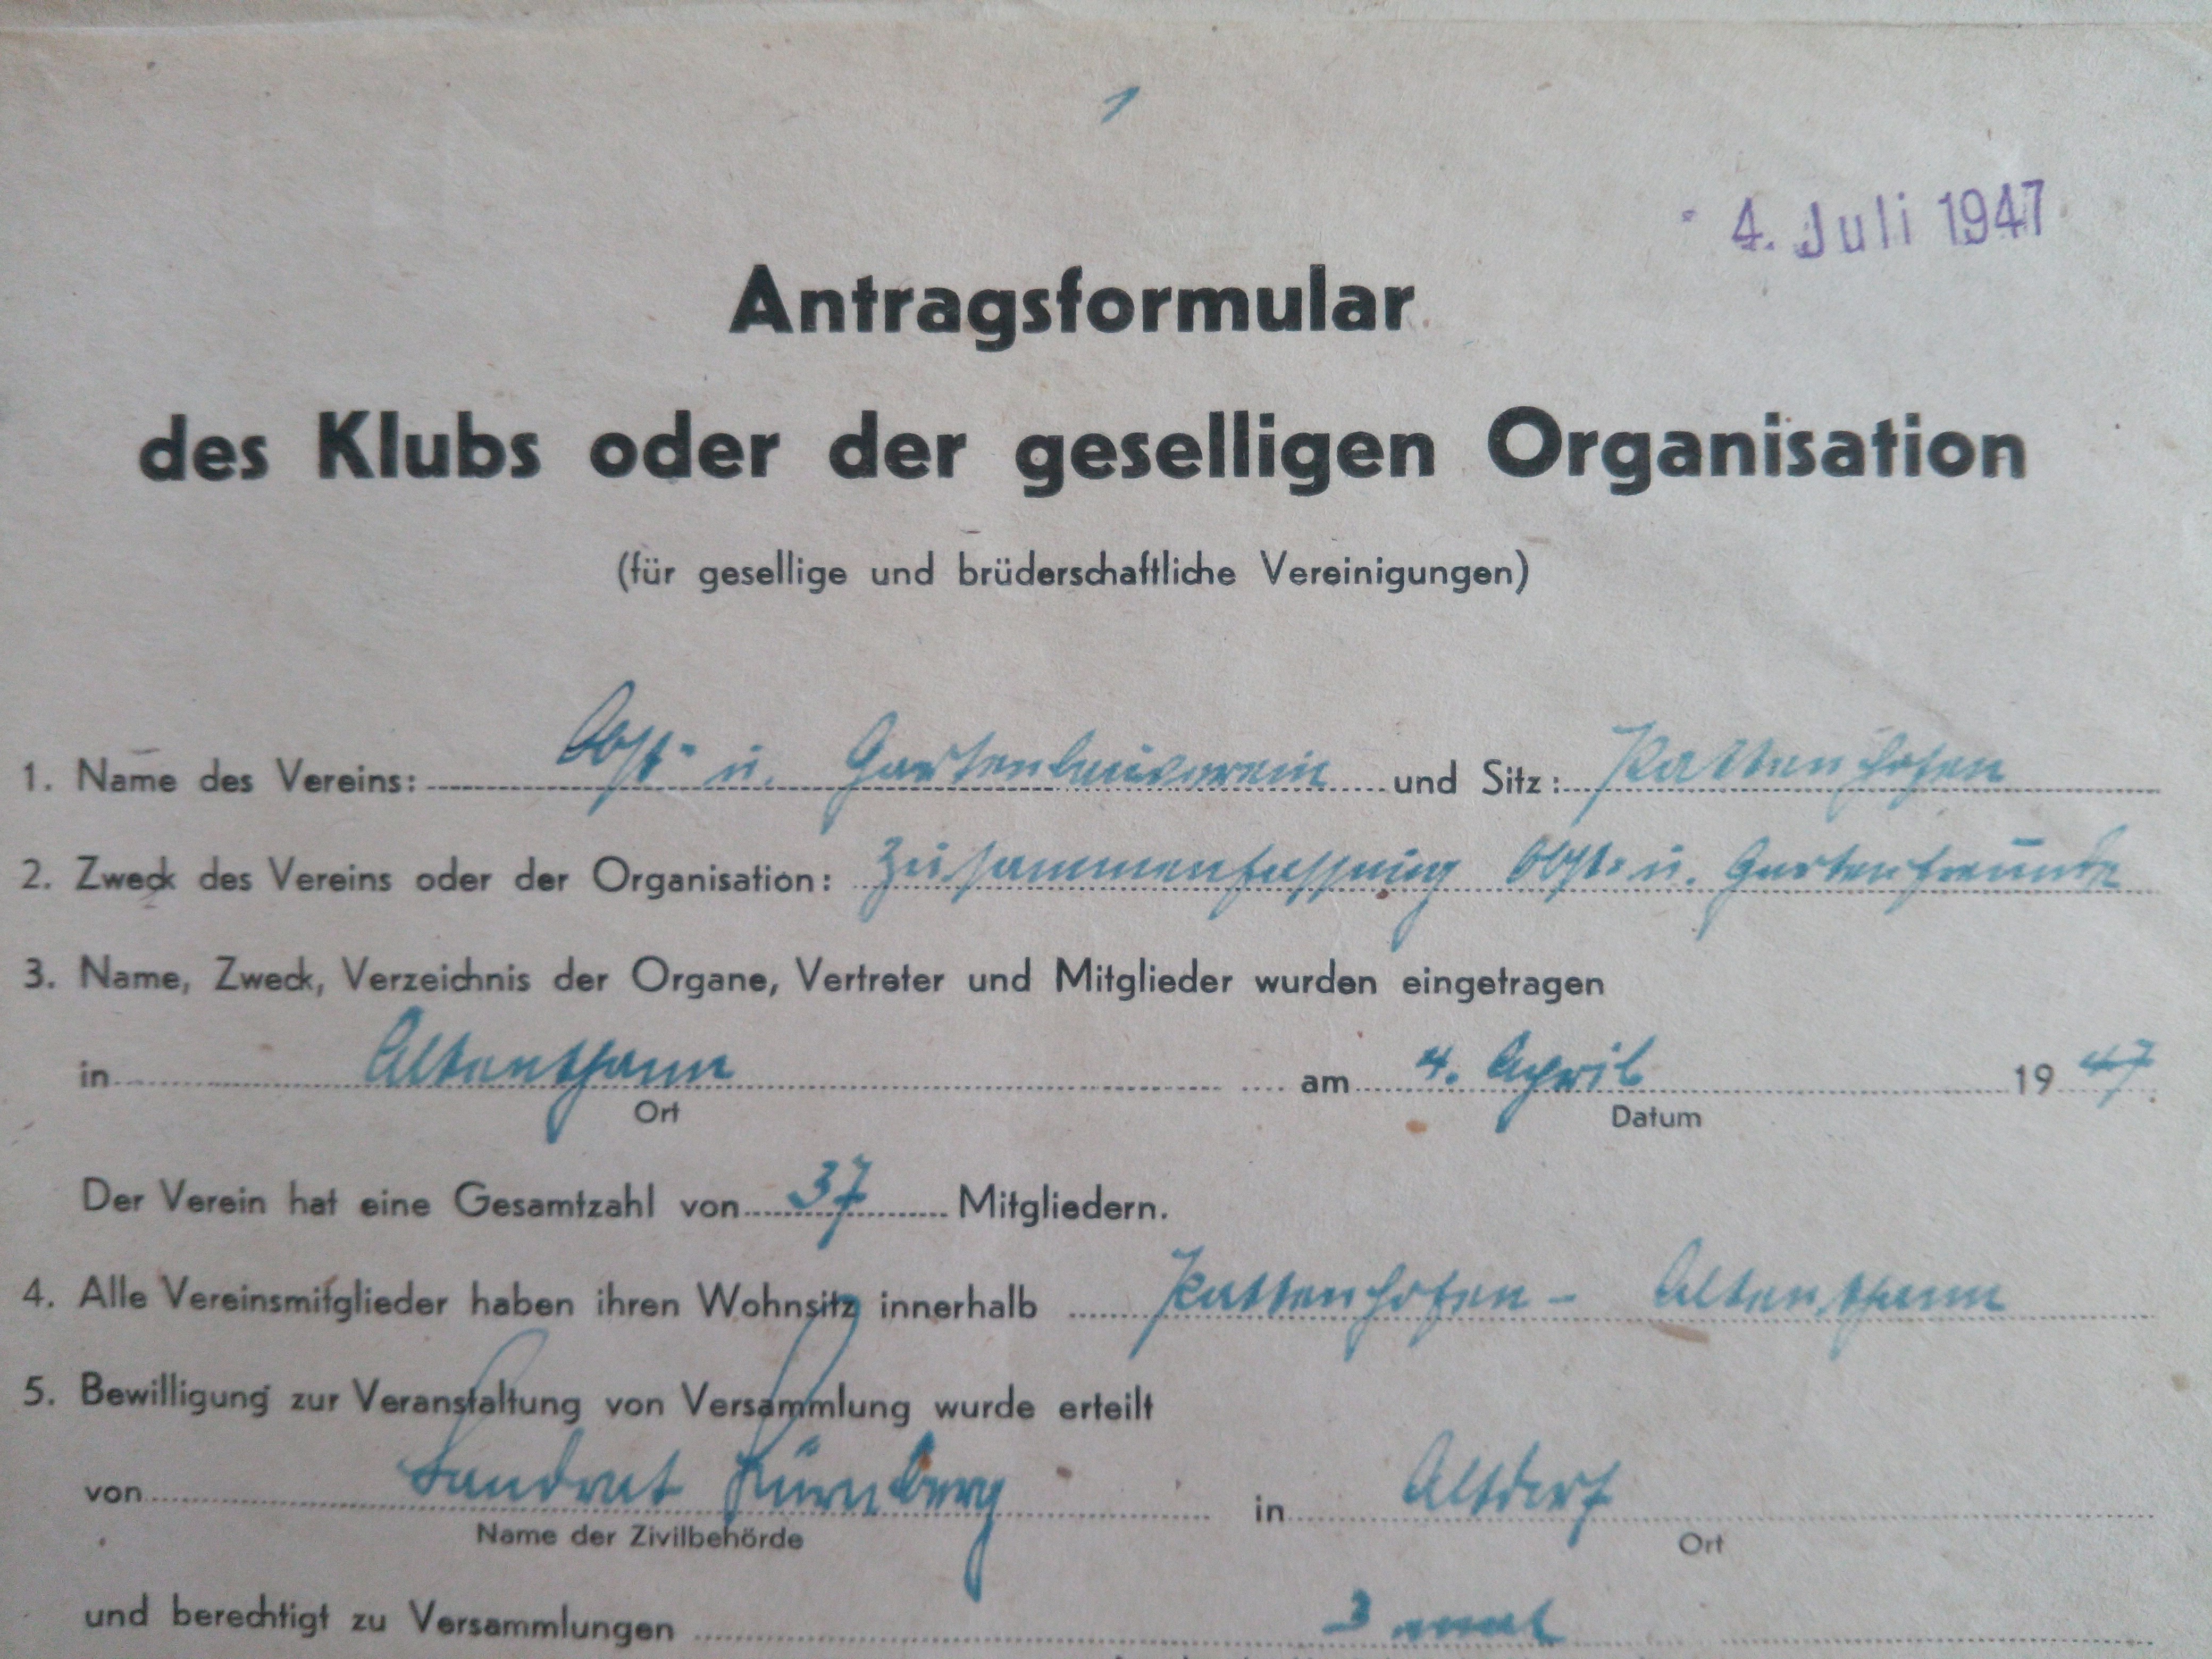 1
4. Juli 1947
Antragsformular
des Klubs oder der geselligen Organisation
(für gesellige und brüderschaftliche Vereinigungen)
1. Name des Vereins: Obst- u. Gartenbauverein und Sitz: Rattenhofen
2. Zweck des Vereins oder der Organisation: Zusammenfassung Obst- u. Gartenfreunde
3. Name, Zweck, Verzeichnis der Organe, Vertreter und Mitglieder wurden eingetragen
in Altenthann am 4. April 1947
Ort Datum
Der Verein hat eine Gesamtzahl von 37 Mitgliedern.
4. Alle Vereinsmitglieder haben ihren Wohnsitz innerhalb Rattenhofen - Altenthann
5. Bewilligung zur Veranstaltung von Versammlung wurde erteilt
von Landrat Nürnberg in Altdorf
Name der Zivilbehörde Ort
und berechtigt zu Versammlungen 3 mal